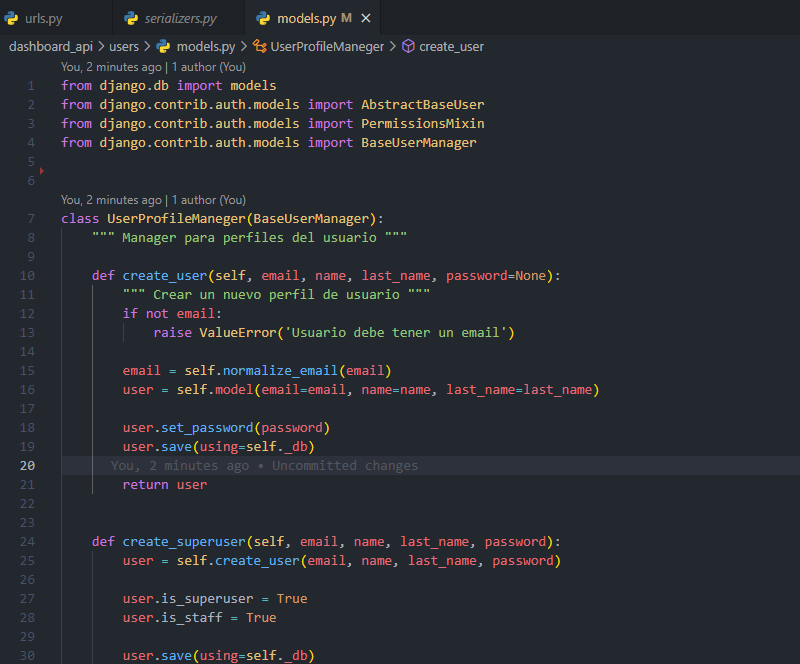 urls.py serializers.py models.py M
dashboard_api > users > models.py > UserProfileManeger > create_user
You, 2 minutes ago | 1 author (You)
1 from django.db import models
2 from django.contrib.auth.models import AbstractBaseUser
3 from django.contrib.auth.models import PermissionsMixin
4 from django.contrib.auth.models import BaseUserManager
5
6
You, 2 minutes ago | 1 author (You)
7 class UserProfileManeger(BaseUserManager):
8 """ Manager para perfiles del usuario """
9
10 def create_user(self, email, name, last_name, password=None):
11 """ Crear un nuevo perfil de usuario """
12 if not email:
13 raise ValueError('Usuario debe tener un email')
14
15 email = self.normalize_email(email)
16 user = self.model(email=email, name=name, last_name=last_name)
17
18 user.set_password(password)
19 user.save(using=self._db)
20 You, 2 minutes ago • Uncommitted changes
21 return user
22
23
24 def create_superuser(self, email, name, last_name, password):
25 user = self.create_user(email, name, last_name, password)
26
27 user.is_superuser = True
28 user.is_staff = True
29
30 user.save(using=self._db)